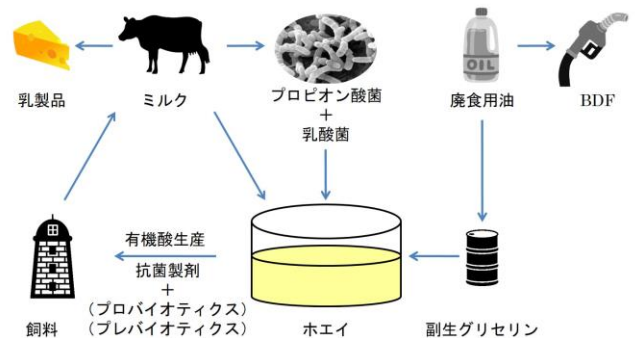 OIL
乳製品
ミルク
プロピオン酸菌
+
乳酸菌
廃食用油
BDF
有機酸生産
抗菌製剤
+
（プロバイオティクス）
（プレバイオティクス）
飼料
ホエイ
副生グリセリン